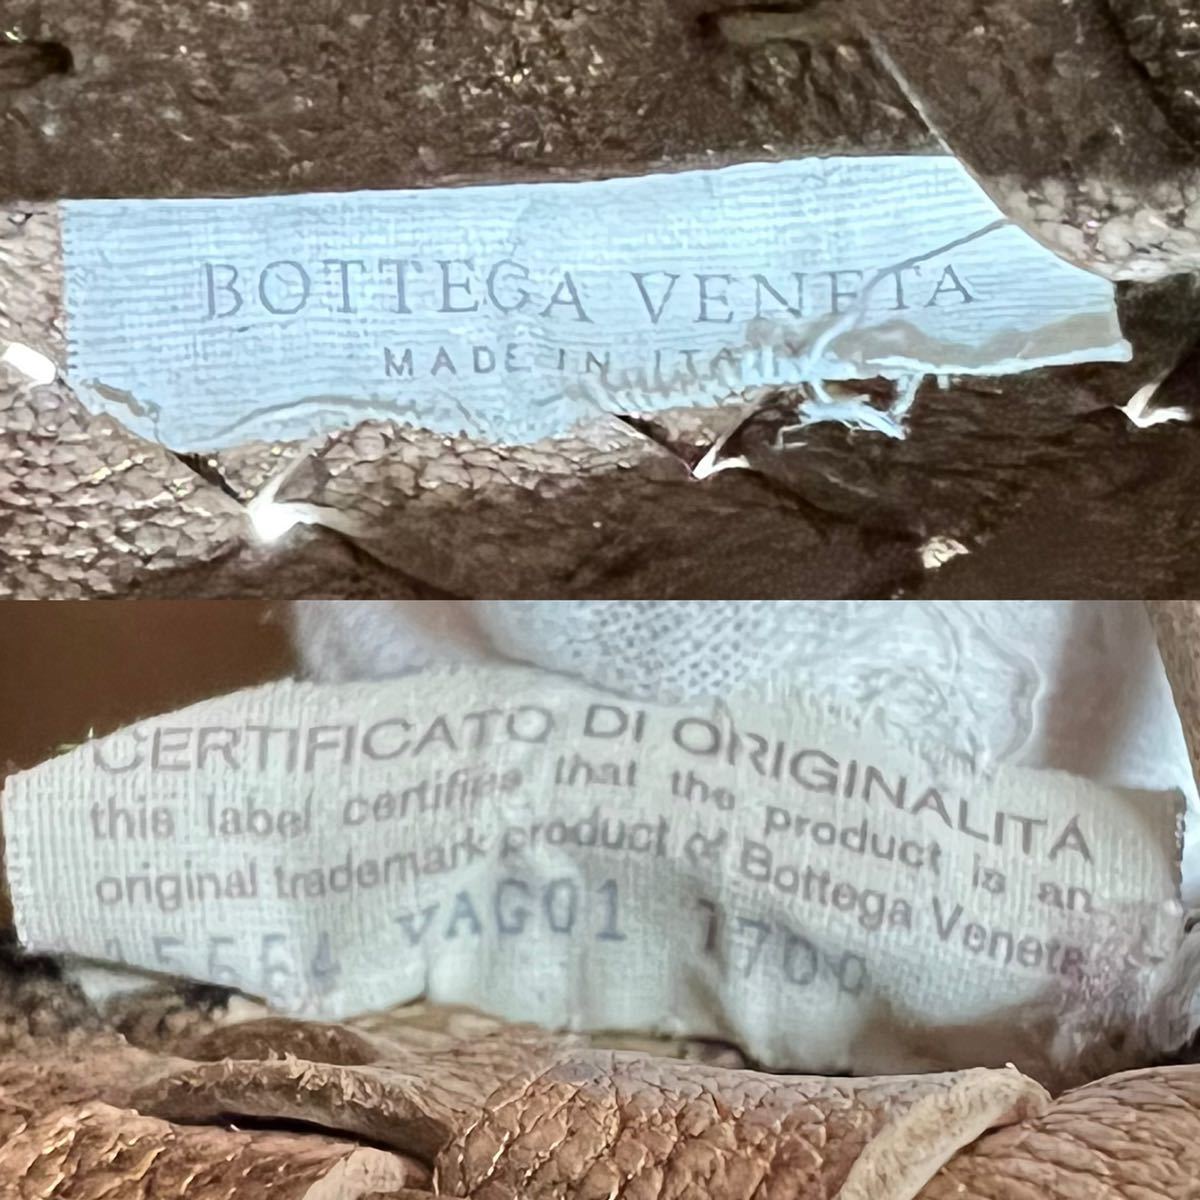 BOTTEGA VENETA
MADE IN ITALY
CERTIFICATO DI ORIGINALITÁ
this label certifies that the product is an
original trademark product of Bottega Veneta
VAG01 1700